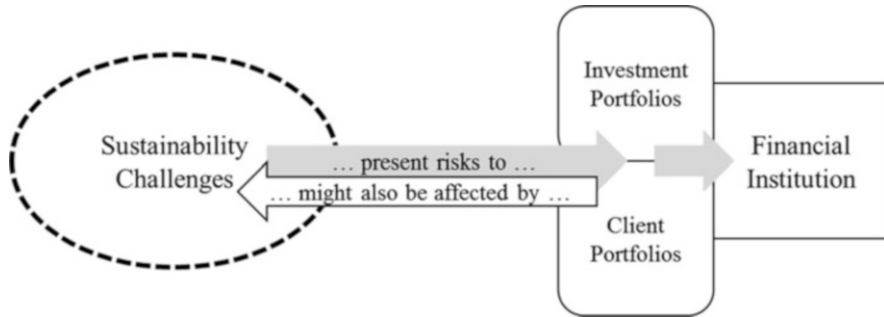 Sustainability
Challenges
… present risks to …
… might also be affected by …
Investment
Portfolios
Client
Portfolios
Financial
Institution